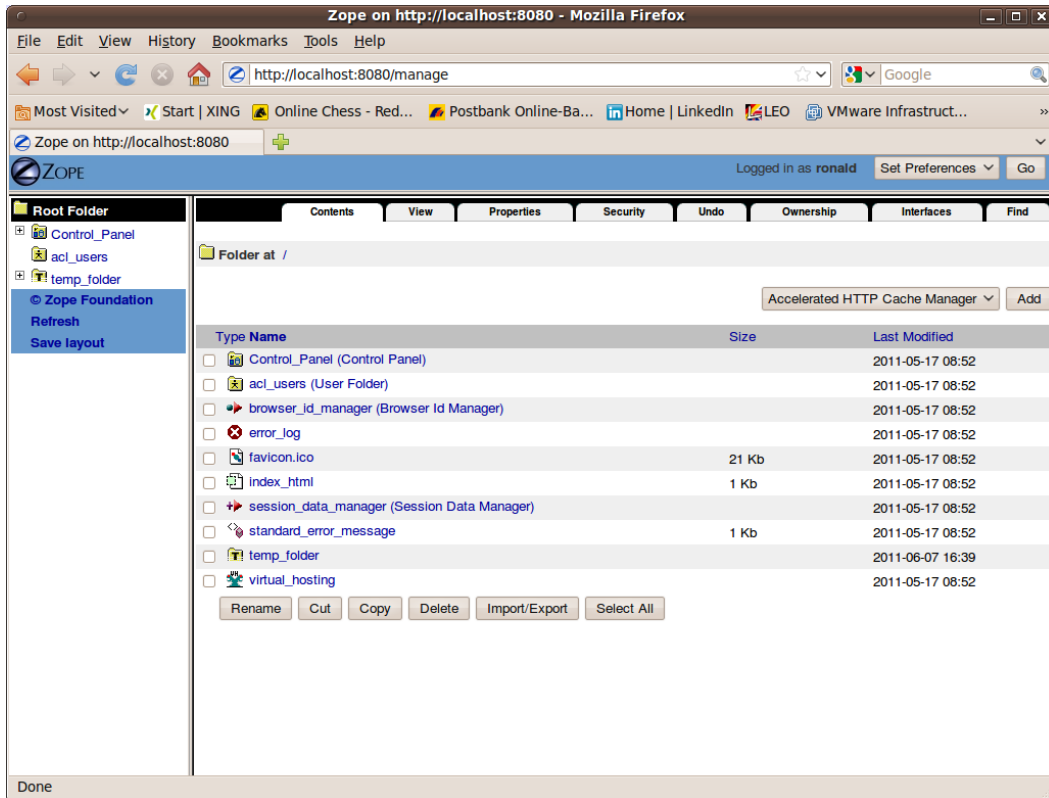 Zope on http://localhost:8080 - Mozilla Firefox
File Edit View History Bookmarks Tools Help
http://localhost:8080/manage Google
Most Visited Start | XING Online Chess - Red... Postbank Online-Ba... Home | LinkedIn LEO VMware Infrastruct... »
Zope on http://localhost:8080
ZOPE Logged in as ronald Set Preferences Go
Root Folder
Control_Panel
acl_users
temp_folder
© Zope Foundation
Refresh
Save layout
Contents View Properties Security Undo Ownership Interfaces Find
Folder at /
Accelerated HTTP Cache Manager Add
Type Name Size Last Modified
Control_Panel (Control Panel) 2011-05-17 08:52
acl_users (User Folder) 2011-05-17 08:52
browser_id_manager (Browser Id Manager) 2011-05-17 08:52
error_log 2011-05-17 08:52
favicon.ico 21 Kb 2011-05-17 08:52
index_html 1 Kb 2011-05-17 08:52
session_data_manager (Session Data Manager) 2011-05-17 08:52
standard_error_message 1 Kb 2011-05-17 08:52
temp_folder 2011-06-07 16:39
virtual_hosting 2011-05-17 08:52
Rename Cut Copy Delete Import/Export Select All
Done